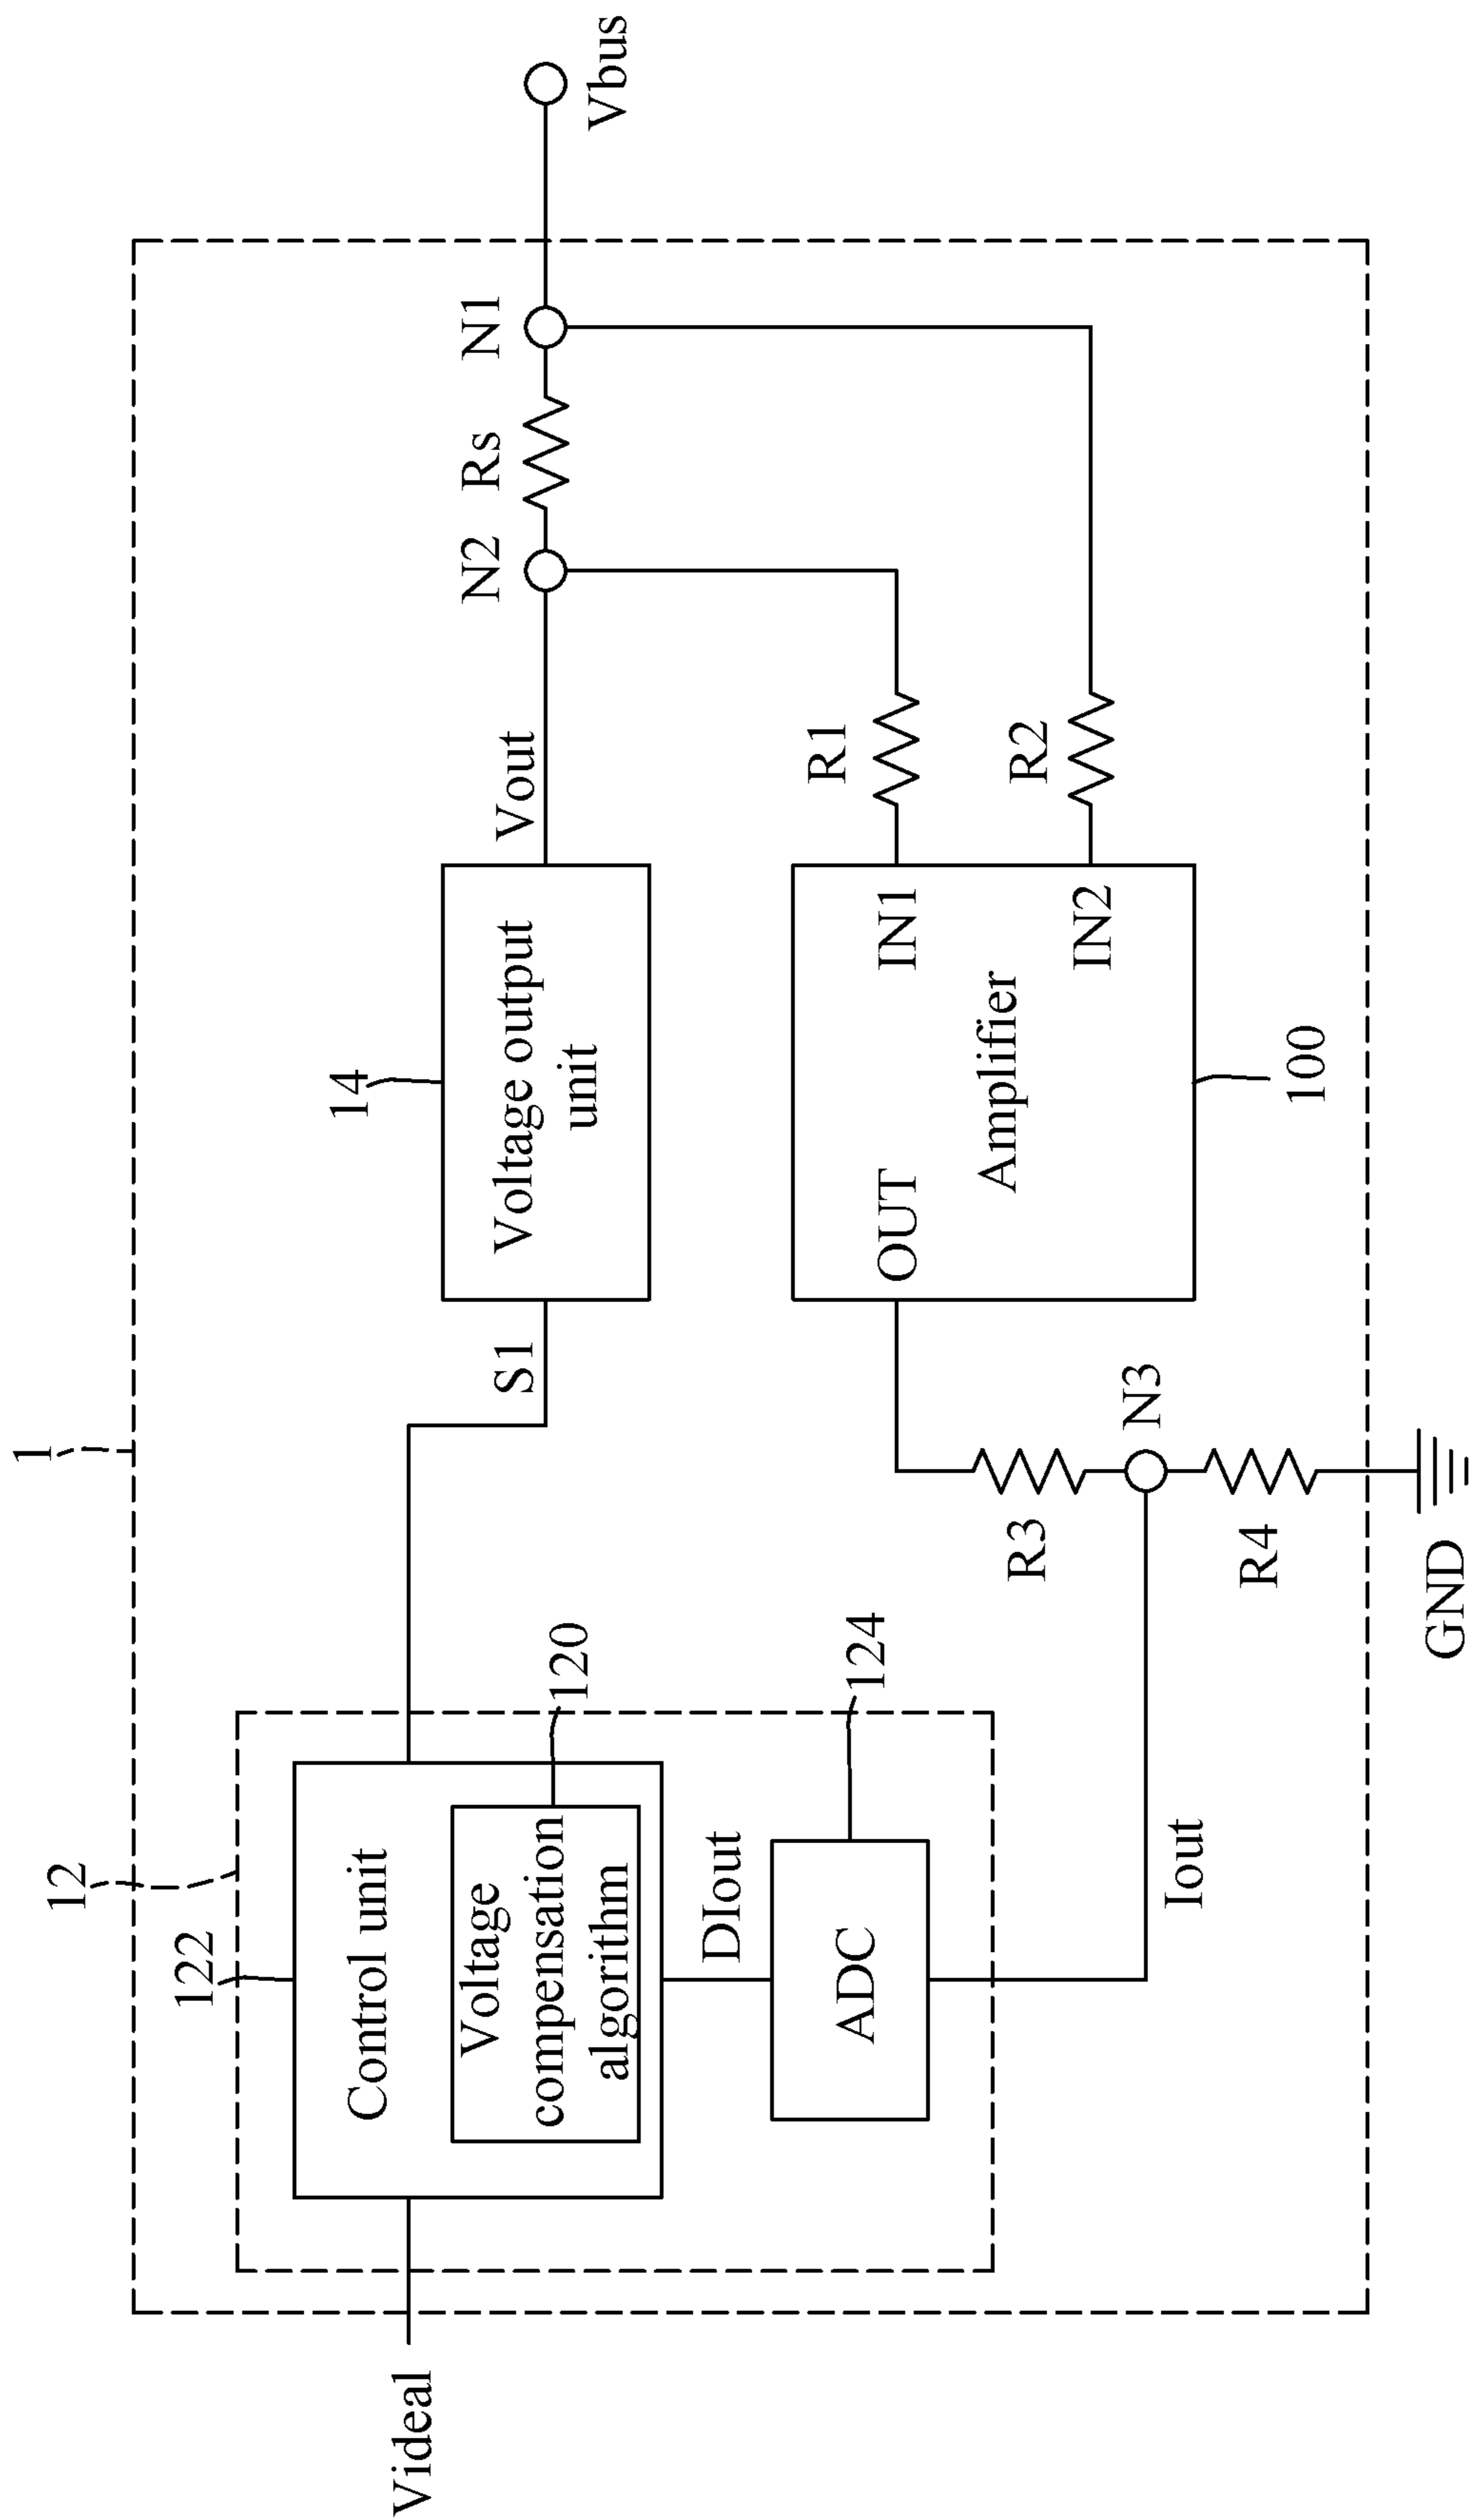 1
12
122
Control unit
Voltage
compensation
algorithm
120
Videal
DIout
ADC
124
Iout
S1
14
Voltage output
unit
Vout
N2
Rs
N1
Vbus
R1
R2
OUT
IN1
Amplifier
IN2
100
R3
N3
R4
GND